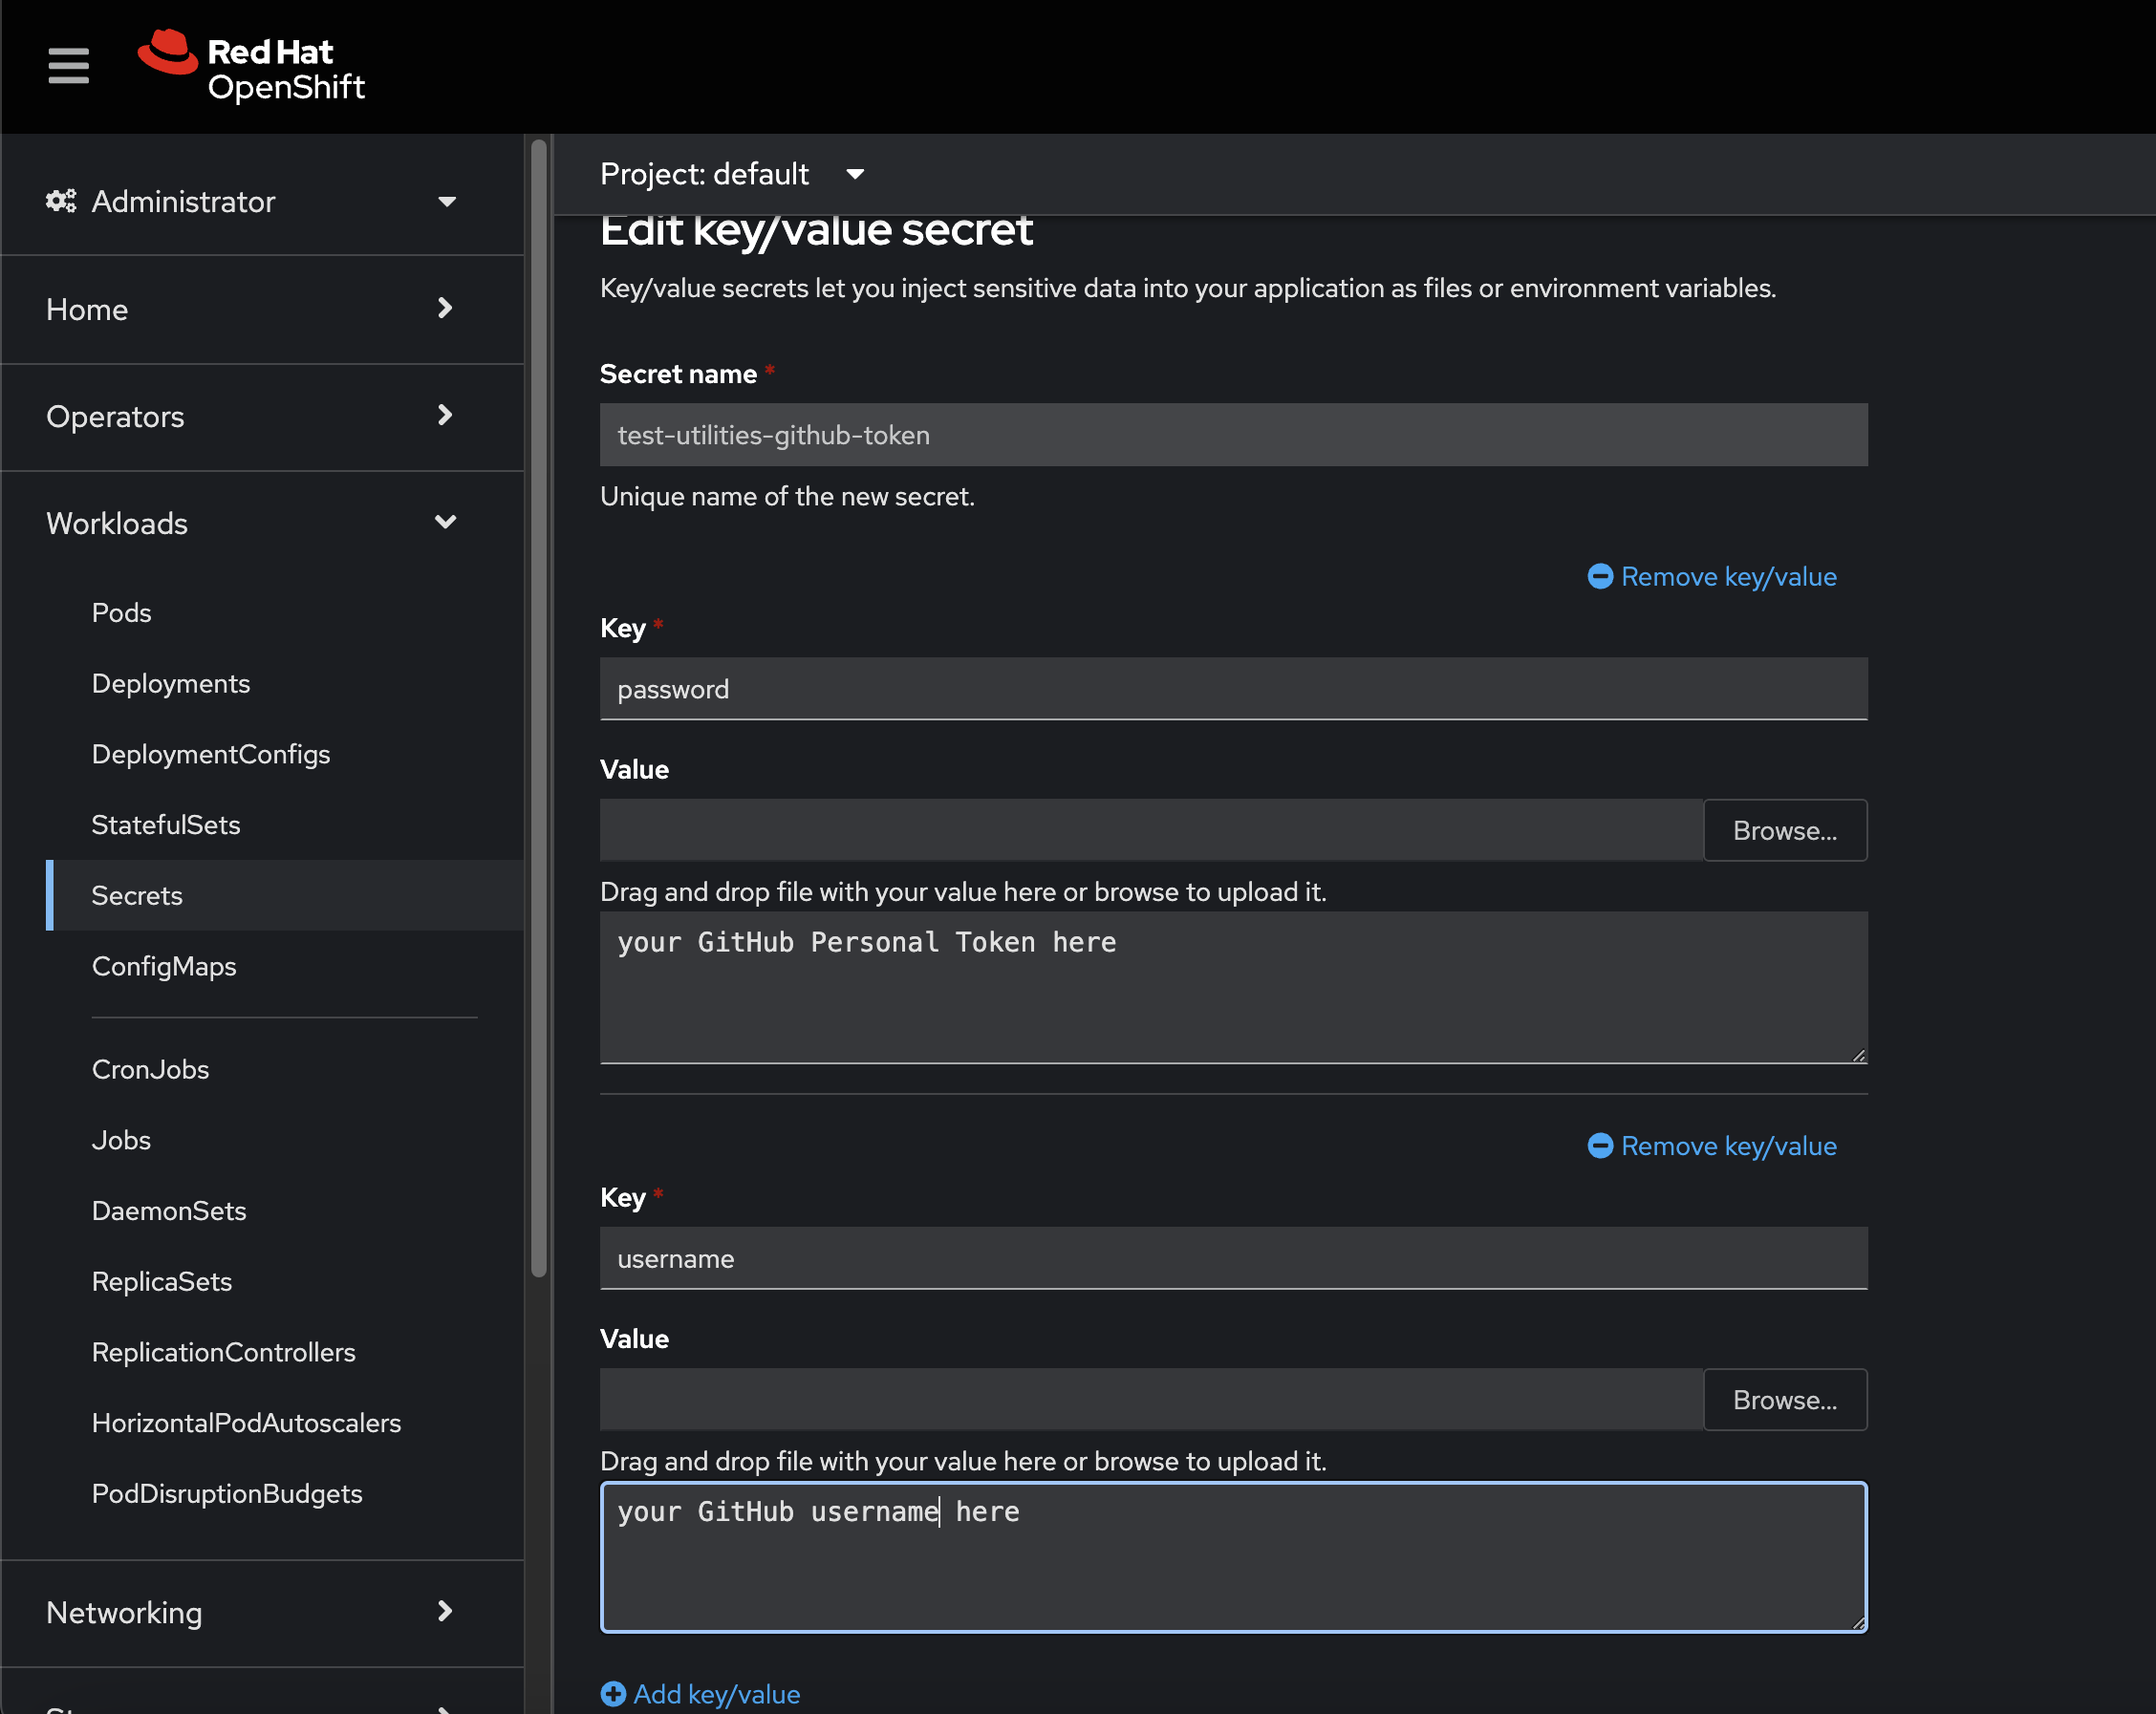 Red Hat
OpenShift
Administrator
Home
Operators
Workloads
Pods
Deployments
DeploymentConfigs
StatefulSets
Secrets
ConfigMaps
CronJobs
Jobs
DaemonSets
ReplicaSets
ReplicationControllers
HorizontalPodAutoscalers
PodDisruptionBudgets
Networking
Project: default
Edit key/value secret
Key/value secrets let you inject sensitive data into your application as files or environment variables.
Secret name *
test-utilities-github-token
Unique name of the new secret.
Remove key/value
Key *
password
Value
Browse...
Drag and drop file with your value here or browse to upload it.
your GitHub Personal Token here
Remove key/value
Key *
username
Value
Browse...
Drag and drop file with your value here or browse to upload it.
your GitHub username here
Add key/value